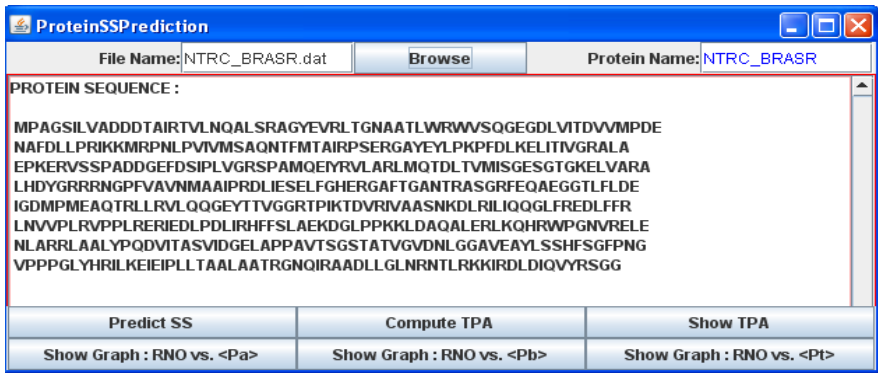 ProteinSSPrediction
File Name: NTRC_BRASR.dat Browse Protein Name: NTRC_BRASR
PROTEIN SEQUENCE :
MPAGSILVADDDTAIRTVLNQALSRAGYEVRLTGNAATLWRWVSQGEGDLVITDVVMPDE
NAFDLLPRIKKMRPNLPVIVMSAQNTFMTAIRPSERGAYEYLPKPFDLKELITIVGRALA
EPKERVSSPADDGEFDSIPLVGRSPAMQEIYRVLARLMQTDLTVMISGESGTGKELVARA
LHDYGRRRNGPFVAVNMAAIPRDLIESELFGHERGAFTGANTRASGRFEQAEGGTLFLDE
IGDMPMEAQTRLLRVLQQGEYTTVGGRTPIKTDVRIVAASNKDLRILIQQGLFREDLFFR
LNVVPLRVPPLRERIEDLPDLIRHFFSLAEKDGLPPKKLDAQALERLKQHRWPGNVRELE
NLARRLAALYPQDVITASVIDGELAPPAVTSGSTATVGVDNLGGAVEAYLSSHFSGFPNG
VPPPGLYHRILKEIEIPLLTAALAATRGNQIRAADLLGLNRNTLRKKIRDLDIQVYRSGG
Predict SS Compute TPA Show TPA
Show Graph : RNO vs. <Pa> Show Graph : RNO vs. <Pb> Show Graph : RNO vs. <Pt>